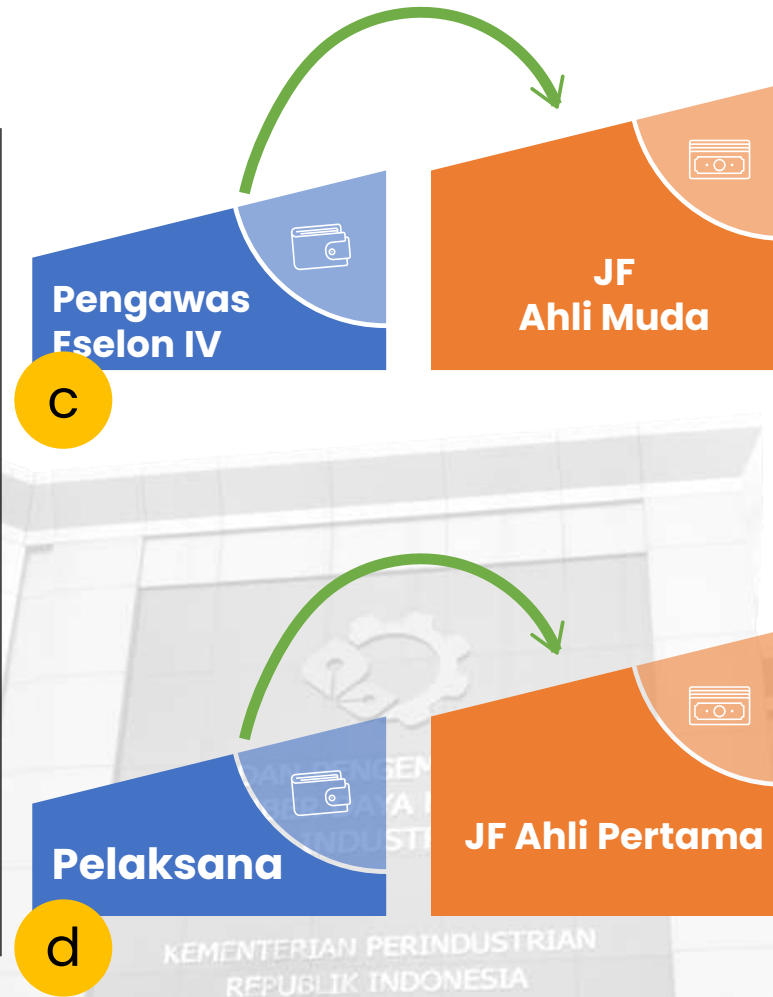 Pengawas
Eselon IV
c
JF
Ahli Muda
Pelaksana
d
JF Ahli Pertama
KEMENTERIAN PERINDUSTRIAN
REPUBLIK INDONESIA